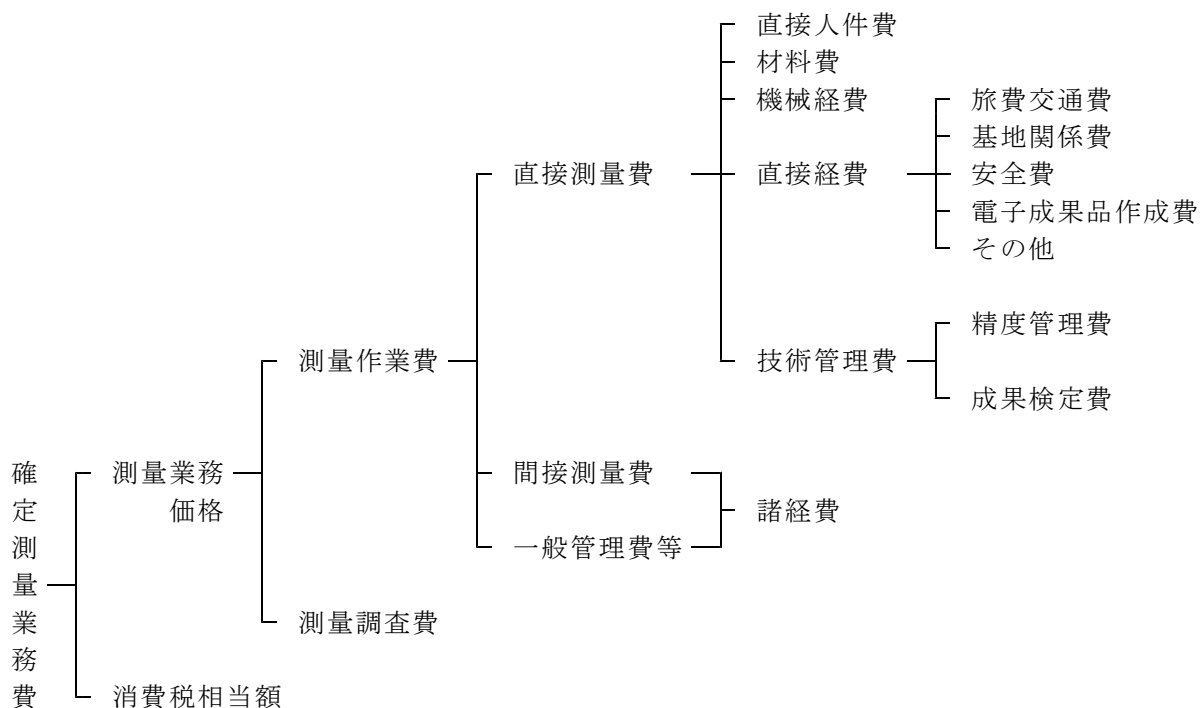 直接人件費
材料費
機械経費
旅費交通費
基地関係費
直接測量費
直接経費
安全費
電子成果品作成費
その他
精度管理費
測量作業費
技術管理費
成果検定費
確定測量業務費
測量業務
価格
間接測量費
諸経費
一般管理費等
測量調査費
消費税相当額